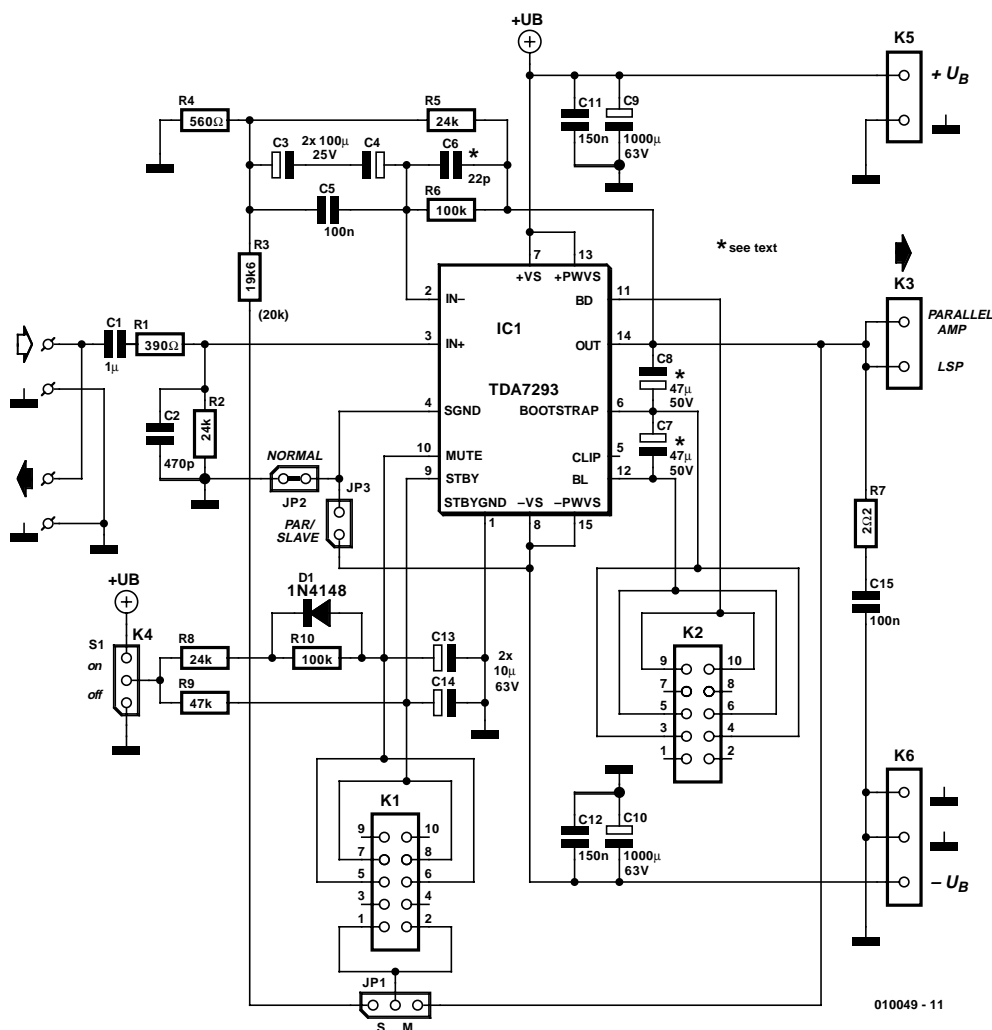 +UB
K5
+ UB
R4
560Ω
R5
24k
C3
2x 100µ
25V
C4
C6
*
22p
C5
100n
R6
100k
C11
150n
C9
1000µ
63V
R3
19k6
(20k)
* see text
7
13
+VS
+PWVS
2
IN–
BD
11
IC1
C1
1µ
R1
390Ω
3
IN+
OUT
14
TDA7293
K3
PARALLEL
AMP
LSP
C8
*
47µ
50V
4
SGND
BOOTSTRAP
6
C2
470p
R2
24k
NORMAL
JP2
10
MUTE
CLIP
5
C7
*
47µ
50V
9
STBY
BL
12
JP3
PAR/
SLAVE
STBYGND
–VS
–PWVS
1
8
15
R7
2Ω2
C15
100n
+UB
K4
S1
on
off
D1
1N4148
R8
24k
R10
100k
R9
47k
C13
C14
2x
10µ
63V
K2
9
10
7
8
5
6
3
4
1
2
K1
9
10
7
8
5
6
3
4
1
2
C12
150n
C10
1000µ
63V
K6
– UB
JP1
S
M
010049 - 11